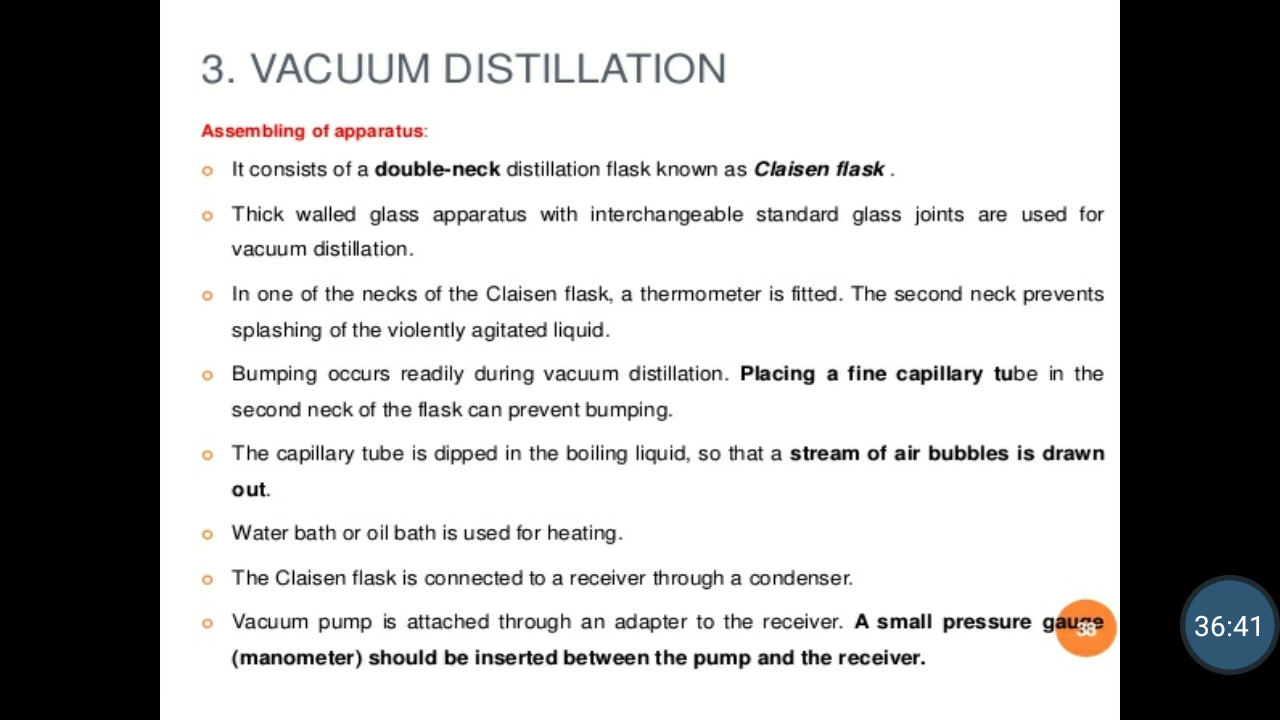 3. VACUUM DISTILLATION
Assembling of apparatus:
It consists of a double-neck distillation flask known as Claisen flask .
Thick walled glass apparatus with interchangeable standard glass joints are used for
vacuum distillation.
In one of the necks of the Claisen flask, a thermometer is fitted. The second neck prevents
splashing of the violently agitated liquid.
Bumping occurs readily during vacuum distillation. Placing a fine capillary tube in the
second neck of the flask can prevent bumping.
The capillary tube is dipped in the boiling liquid, so that a stream of air bubbles is drawn
out.
Water bath or oil bath is used for heating.
The Claisen flask is connected to a receiver through a condenser.
Vacuum pump is attached through an adapter to the receiver. A small pressure gauge
(manometer) should be inserted between the pump and the receiver.
38
36:41